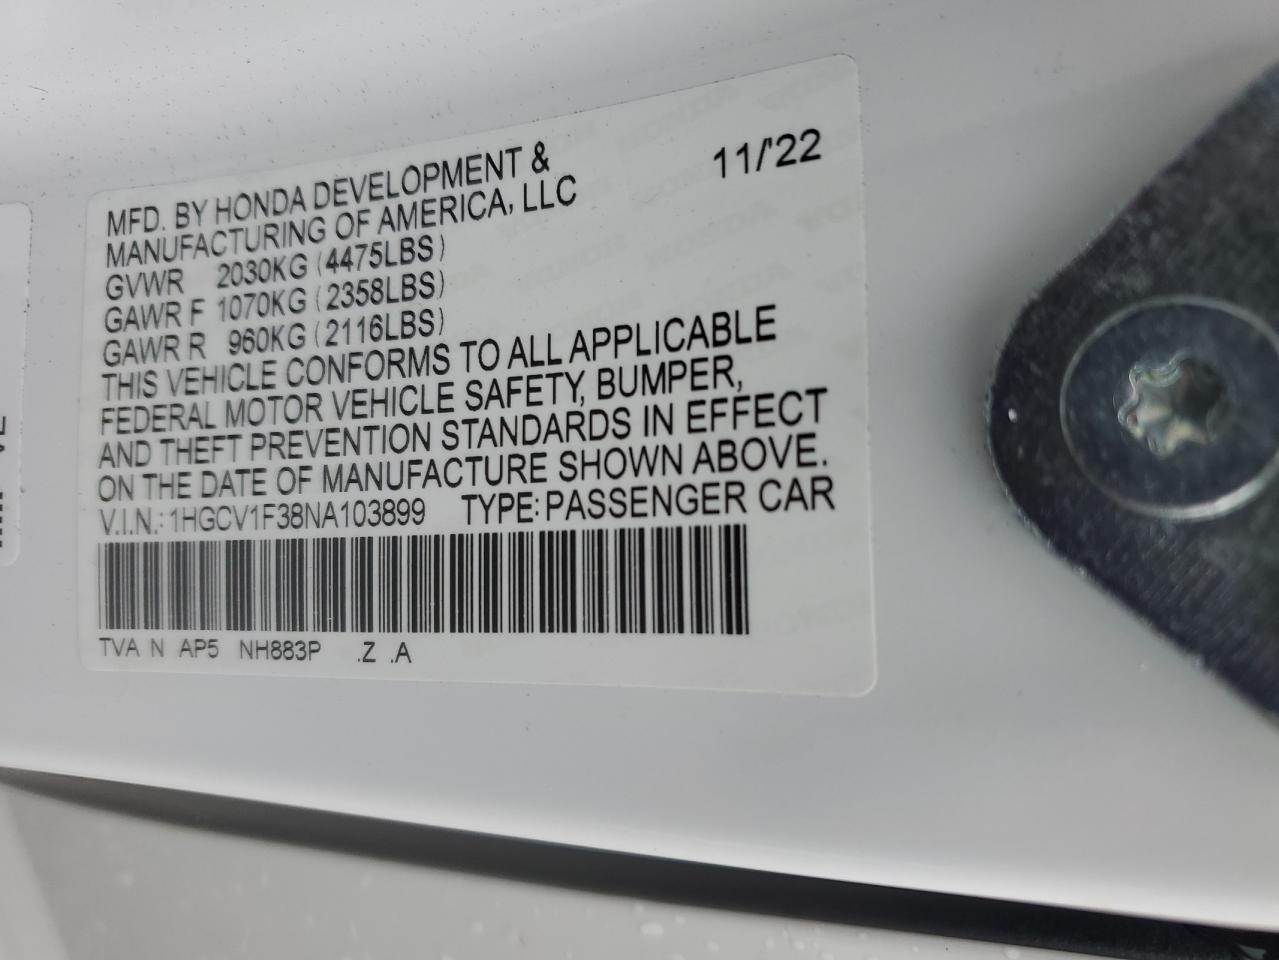 MFD. BY HONDA DEVELOPMENT & 11/'22
MANUFACTURING OF AMERICA, LLC
GVWR 2030KG (4475LBS)
GAWR F 1070KG (2358LBS)
GAWR R 960KG (2116LBS)
THIS VEHICLE CONFORMS TO ALL APPLICABLE
FEDERAL MOTOR VEHICLE SAFETY, BUMPER,
AND THEFT PREVENTION STANDARDS IN EFFECT
ON THE DATE OF MANUFACTURE SHOWN ABOVE.
V.I.N.: 1HGCV1F38NA103899 TYPE: PASSENGER CAR
TVA N AP5 NH883P .Z .A